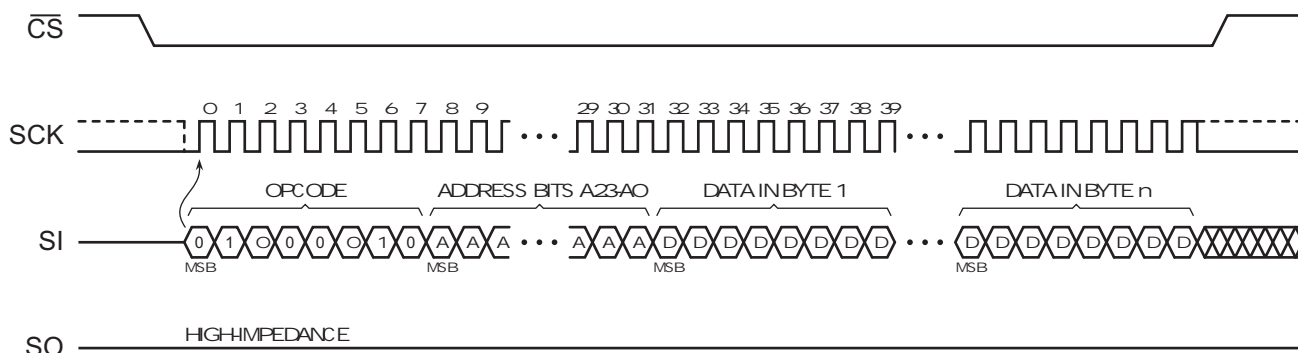 CS
0 1 2 3 4 5 6 7 8 9 29 30 31 32 33 34 35 36 37 38 39
SCK
OPCODE ADDRESS BITS A23-A0 DATA IN BYTE 1 DATA IN BYTE n
SI 0 1 0 0 0 0 1 0 A A A A A A D D D D D D D D D D D D D D D D
MSB MSB MSB MSB
HIGH-IMPEDANCE
SO